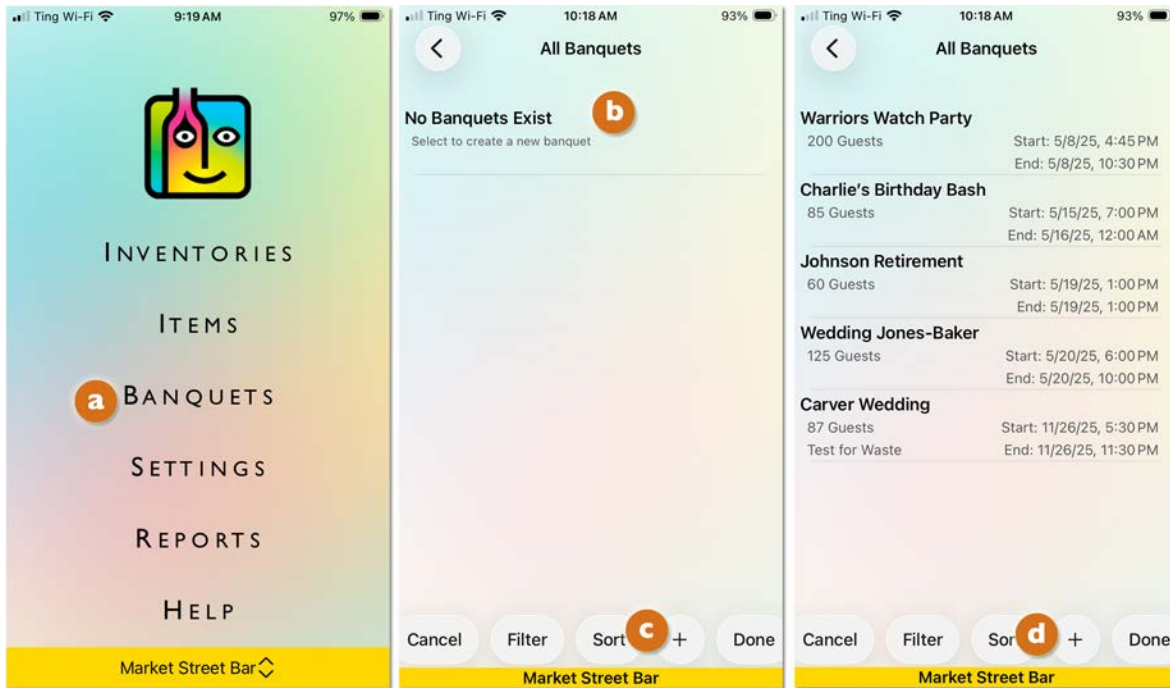 Ting Wi-Fi 9:19 AM 97%
INVENTORIES
ITEMS
a BANQUETS
SETTINGS
REPORTS
HELP
Market Street Bar
Ting Wi-Fi 10:18 AM 93%
All Banquets
No Banquets Exist b
Select to create a new banquet
Cancel Filter Sort c + Done
Market Street Bar
Ting Wi-Fi 10:18 AM 93%
All Banquets
Warriors Watch Party
200 Guests Start: 5/8/25, 4:45 PM
End: 5/8/25, 10:30 PM
Charlie's Birthday Bash
85 Guests Start: 5/15/25, 7:00 PM
End: 5/16/25, 12:00 AM
Johnson Retirement
60 Guests Start: 5/19/25, 1:00 PM
End: 5/19/25, 1:00 PM
Wedding Jones-Baker
125 Guests Start: 5/20/25, 6:00 PM
End: 5/20/25, 10:00 PM
Carver Wedding
87 Guests Start: 11/26/25, 5:30 PM
Test for Waste End: 11/26/25, 11:30 PM
Cancel Filter Sor d + Done
Market Street Bar